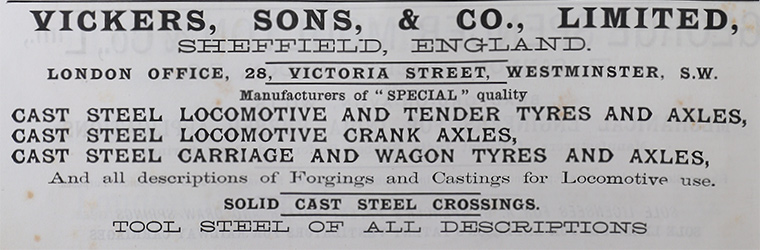 VICKERS, SONS, & CO., LIMITED,
SHEFFIELD, ENGLAND.
LONDON OFFICE, 28, VICTORIA STREET, WESTMINSTER, S.W.
Manufacturers of "SPECIAL" quality
CAST STEEL LOCOMOTIVE AND TENDER TYRES AND AXLES,
CAST STEEL LOCOMOTIVE CRANK AXLES,
CAST STEEL CARRIAGE AND WAGON TYRES AND AXLES,
And all descriptions of Forgings and Castings for Locomotive use.
SOLID CAST STEEL CROSSINGS.
TOOL STEEL OF ALL DESCRIPTIONS